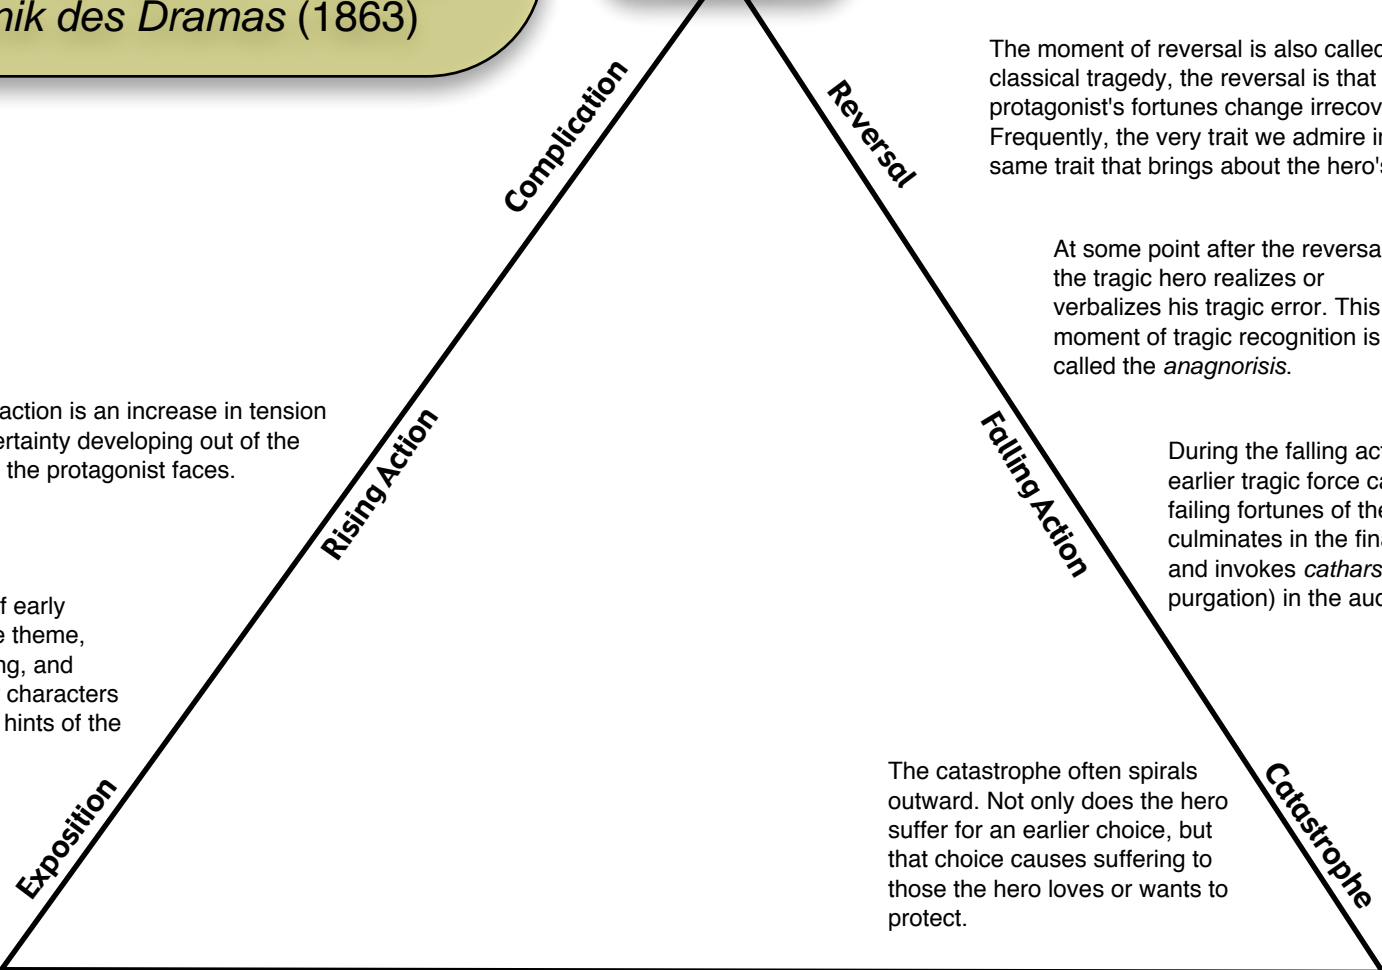 nik des Dramas (1863)
Complication
Reversal
The moment of reversal is also called
classical tragedy, the reversal is that
protagonist's fortunes change irrecov
Frequently, the very trait we admire in
same trait that brings about the hero's
At some point after the reversa
the tragic hero realizes or
verbalizes his tragic error. This
moment of tragic recognition is
called the anagnorisis.
action is an increase in tension
ertainty developing out of the
the protagonist faces.
Rising Action
Falling Action
During the falling act
earlier tragic force ca
failing fortunes of the
culminates in the fina
and invokes cathars
purgation) in the aud
f early
e theme,
ng, and
characters
hints of the
Exposition
The catastrophe often spirals
outward. Not only does the hero
suffer for an earlier choice, but
that choice causes suffering to
those the hero loves or wants to
protect.
Catastrophe